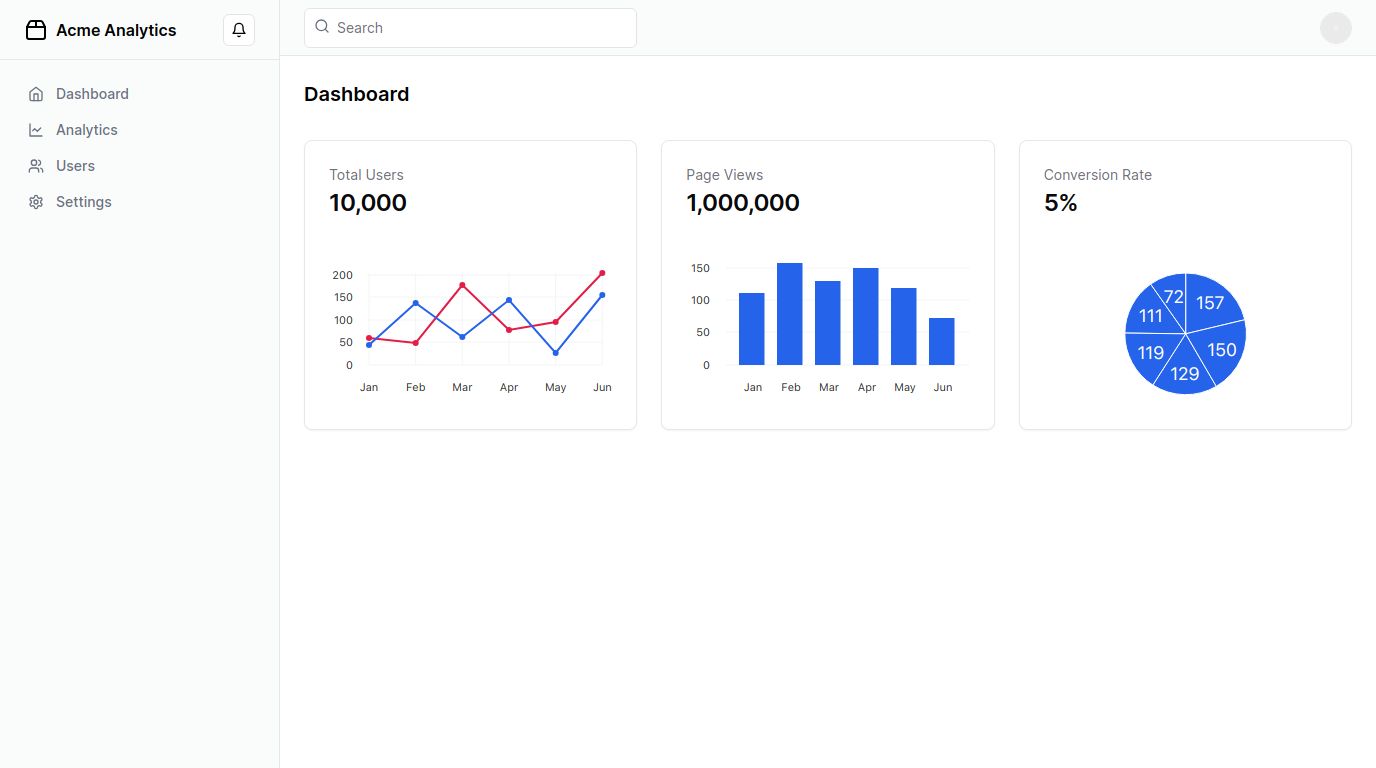 Acme Analytics
Search
Dashboard
Analytics
Users
Settings
Dashboard
Total Users
10,000
200
150
100
50
0
Jan Feb Mar Apr May Jun
Page Views
1,000,000
150
100
50
0
Jan Feb Mar Apr May Jun
Conversion Rate
5%
72 157
111
150
119
129